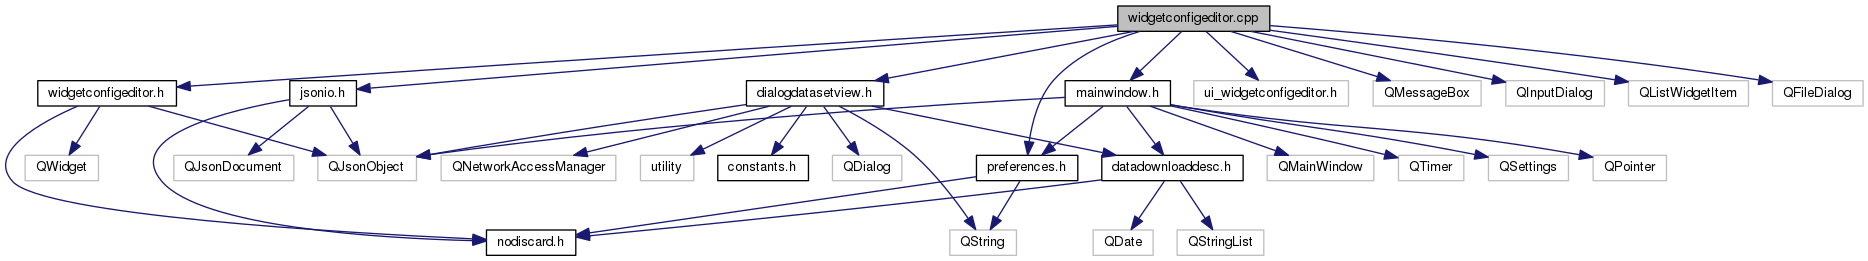 widgetconfigeditor.cpp
widgetconfigeditor.h
jsonio.h
dialogdatasetview.h
mainwindow.h
ui_widgetconfigeditor.h
QMessageBox
QInputDialog
QListWidgetItem
QFileDialog
QWidget
QJsonDocument
QJsonObject
QNetworkAccessManager
utility
constants.h
QDialog
preferences.h
datadownloaddesc.h
QMainWindow
QTimer
QSettings
QPointer
nodiscard.h
QString
QDate
QStringList